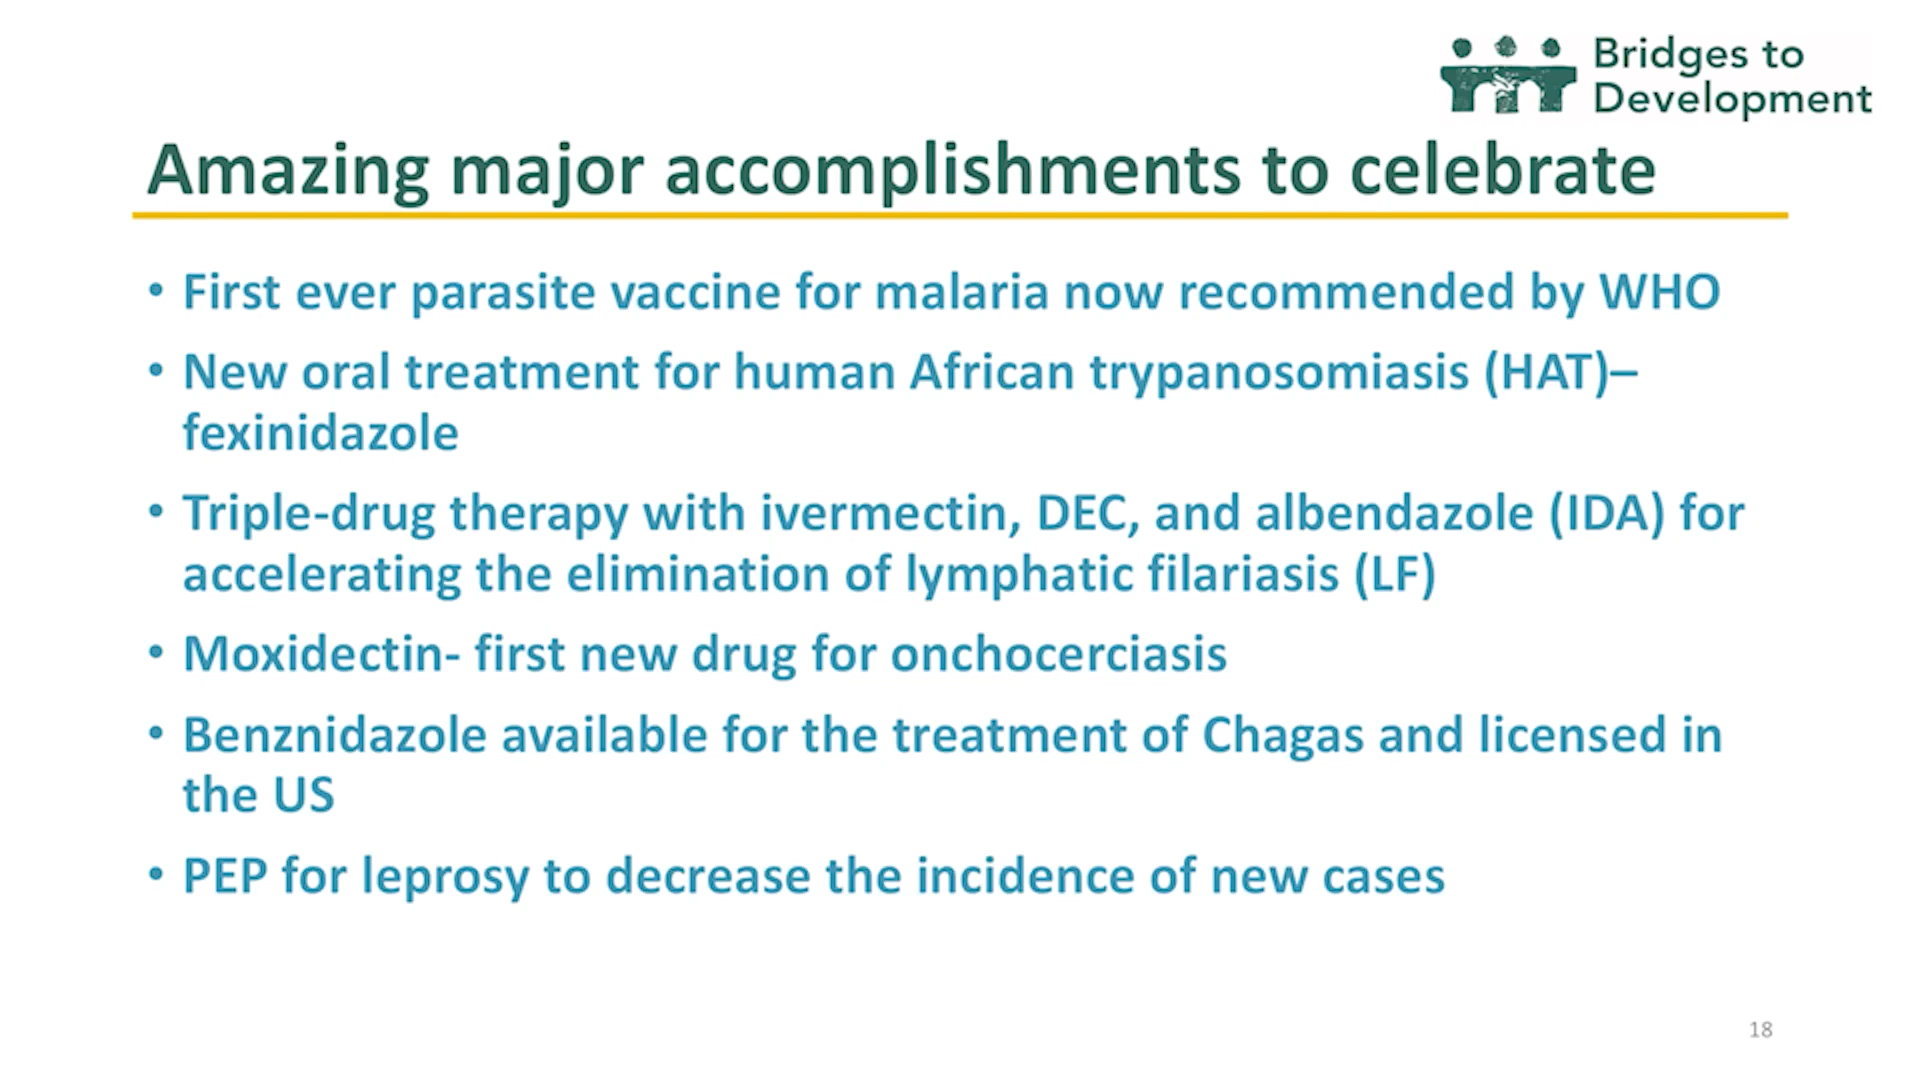 Bridges to
Development
Amazing major accomplishments to celebrate
• First ever parasite vaccine for malaria now recommended by WHO
• New oral treatment for human African trypanosomiasis (HAT)–
fexinidazole
• Triple-drug therapy with ivermectin, DEC, and albendazole (IDA) for
accelerating the elimination of lymphatic filariasis (LF)
• Moxidectin- first new drug for onchocerciasis
• Benznidazole available for the treatment of Chagas and licensed in
the US
• PEP for leprosy to decrease the incidence of new cases
18